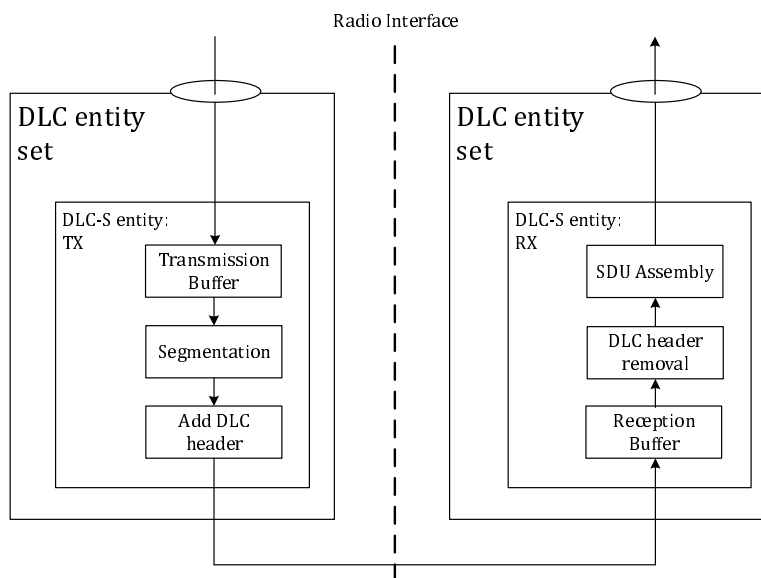 Radio Interface
DLC entity
set
DLC-S entity:
TX
Transmission
Buffer
Segmentation
Add DLC
header
DLC entity
set
DLC-S entity:
RX
SDU Assembly
DLC header
removal
Reception
Buffer